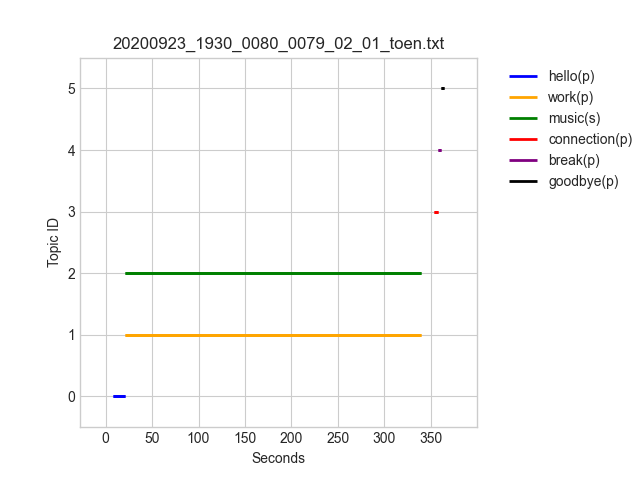 20200923_1930_0080_0079_02_01_toen.txt
hello(p)
work(p)
music(s)
connection(p)
break(p)
goodbye(p)
Topic ID
5
4
3
2
1
0
0 50 100 150 200 250 300 350
Seconds